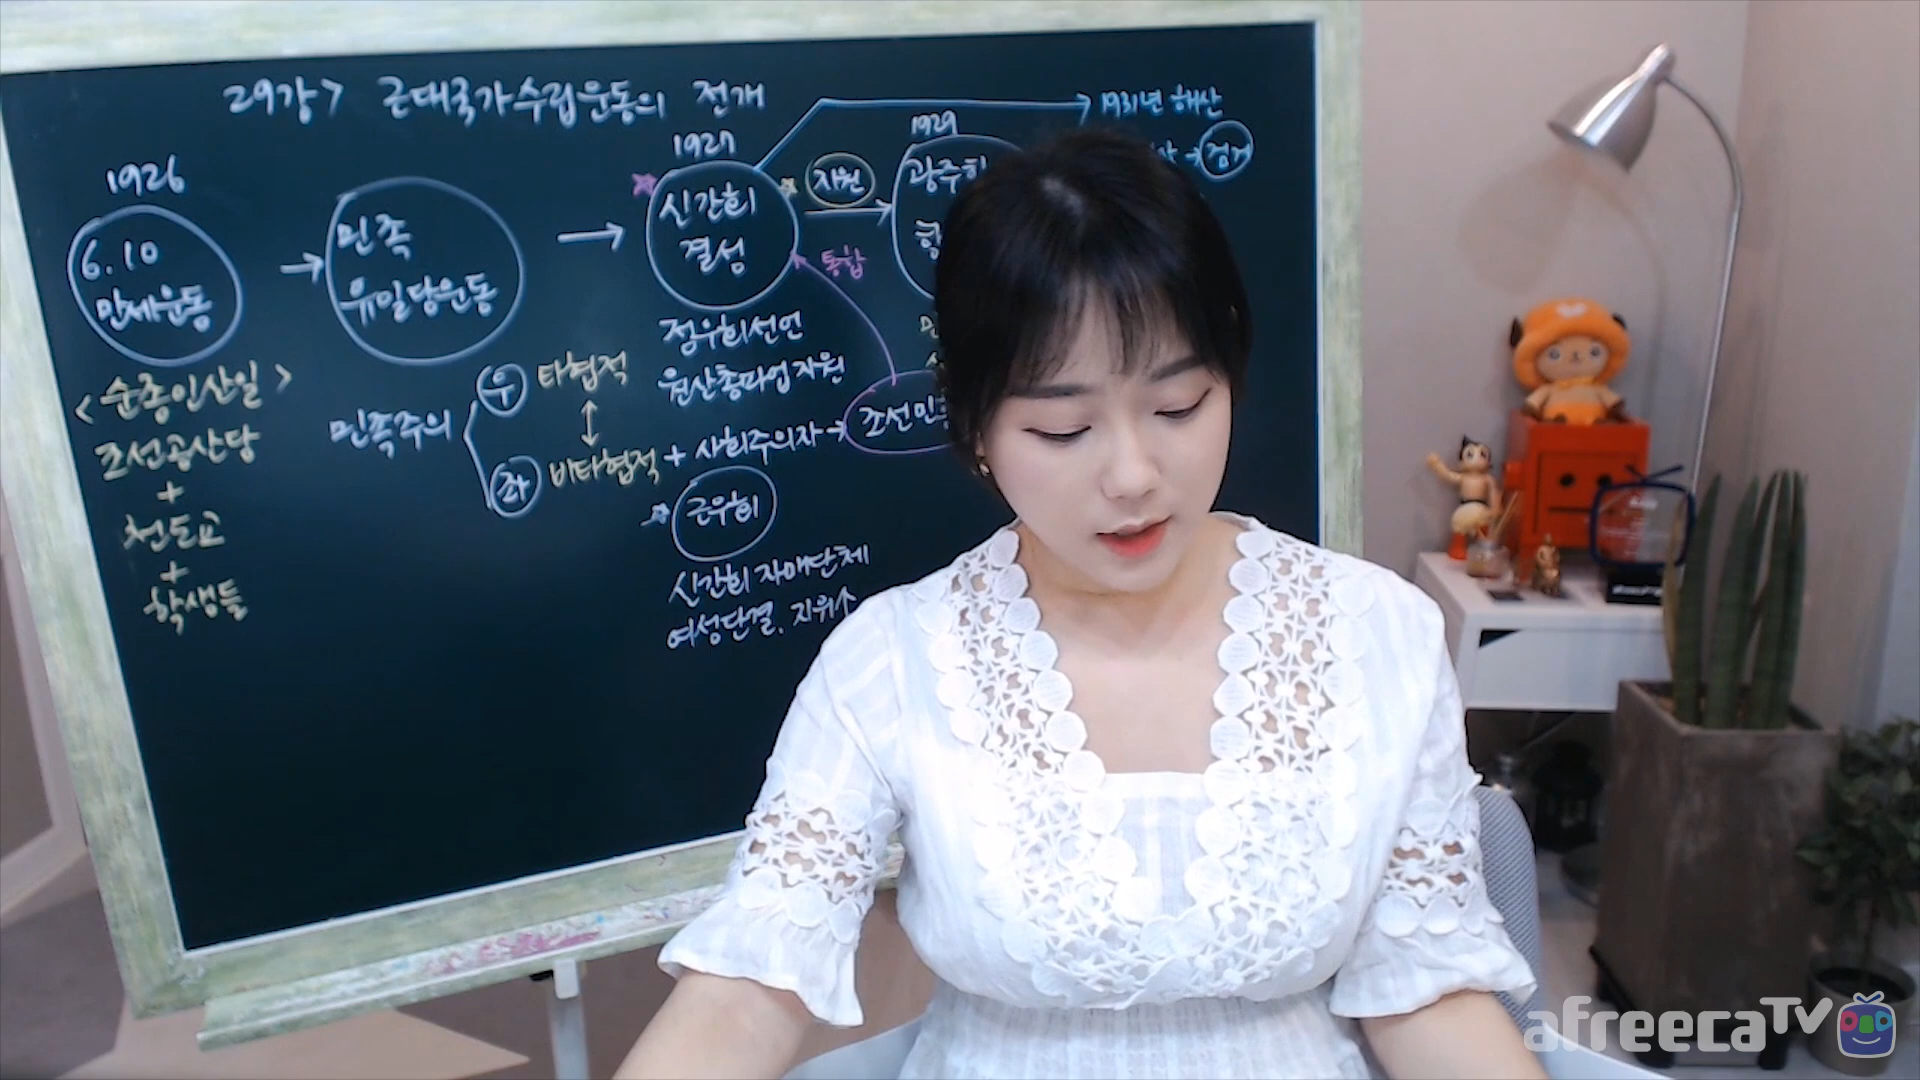 29강> 근대국가수립운동의 전개
1926
6.10
만세운동
<순종인산일>
조선공산당
+
천도교
+
학생들
→
민족
유일당운동
민족주의
우 타협적
↕
좌 비타협적 + 사회주의자 →
→
1927
신간회
결성
정우회선언
원산총파업 지원
근우회
신간회 자매단체
여성단결, 지위↑
지원
→
통합
조선민
1929
광주학
항
→ 1931년 해산
→ 검거
afreecaTV